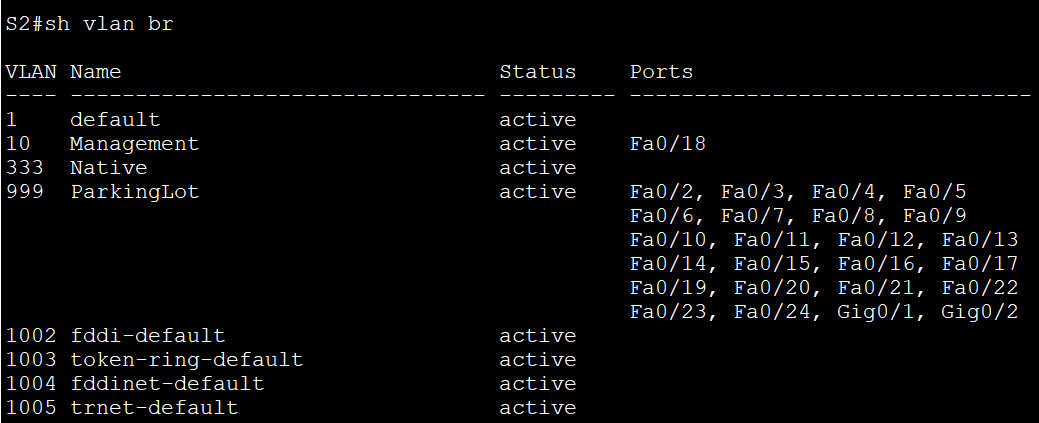 S2#sh vlan br
VLAN Name                             Status    Ports
---- -------------------------------- --------- -------------------------------
1    default                          active
10   Management                       active    Fa0/18
333  Native                           active
999  ParkingLot                       active    Fa0/2, Fa0/3, Fa0/4, Fa0/5
                                                Fa0/6, Fa0/7, Fa0/8, Fa0/9
                                                Fa0/10, Fa0/11, Fa0/12, Fa0/13
                                                Fa0/14, Fa0/15, Fa0/16, Fa0/17
                                                Fa0/19, Fa0/20, Fa0/21, Fa0/22
                                                Fa0/23, Fa0/24, Gig0/1, Gig0/2
1002 fddi-default                     active
1003 token-ring-default               active
1004 fddinet-default                  active
1005 trnet-default                    active